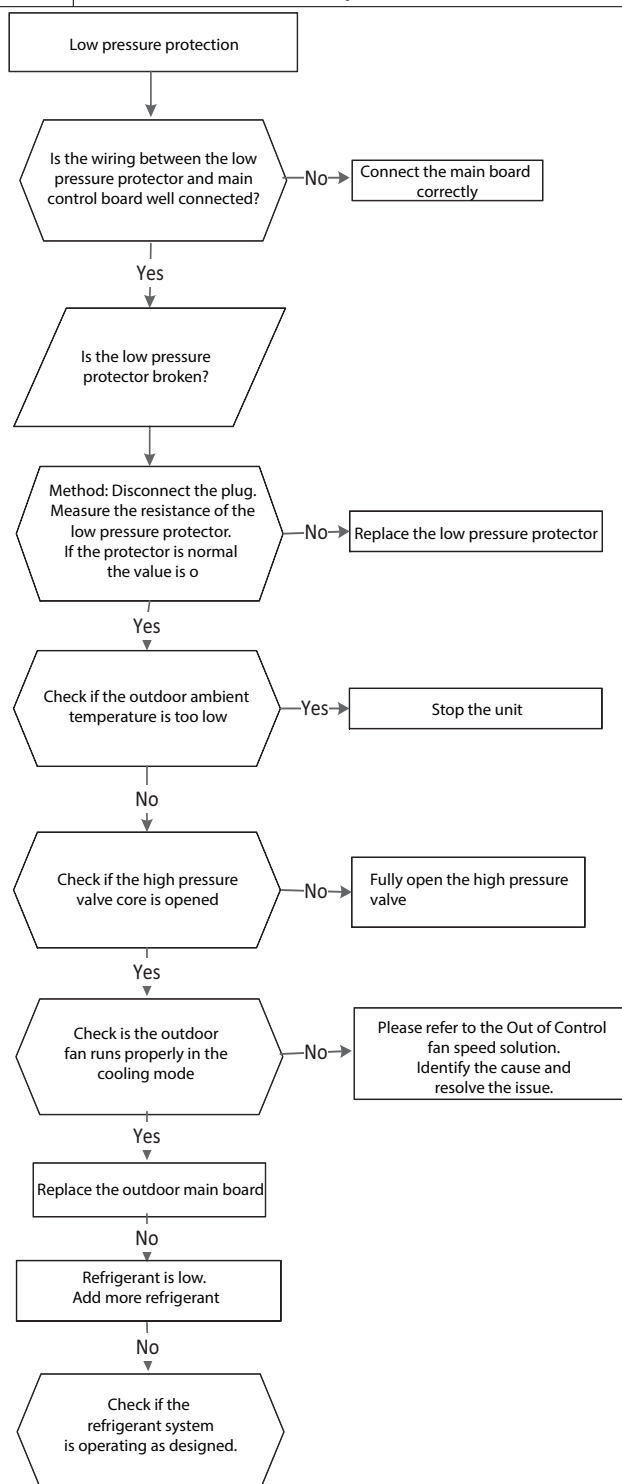 Low pressure protection
Is the wiring between the low
pressure protector and main
control board well connected?
No
Connect the main board
correctly
Yes
Is the low pressure
protector broken?
Method: Disconnect the plug.
Measure the resistance of the
low pressure protector.
If the protector is normal
the value is o
No
Replace the low pressure protector
Yes
Check if the outdoor ambient
temperature is too low
Yes
Stop the unit
No
Check if the high pressure
valve core is opened
No
Fully open the high pressure
valve
Yes
Check is the outdoor
fan runs properly in the
cooling mode
No
Please refer to the Out of Control
fan speed solution.
Identify the cause and
resolve the issue.
Yes
Replace the outdoor main board
No
Refrigerant is low.
Add more refrigerant
No
Check if the
refrigerant system
is operating as designed.